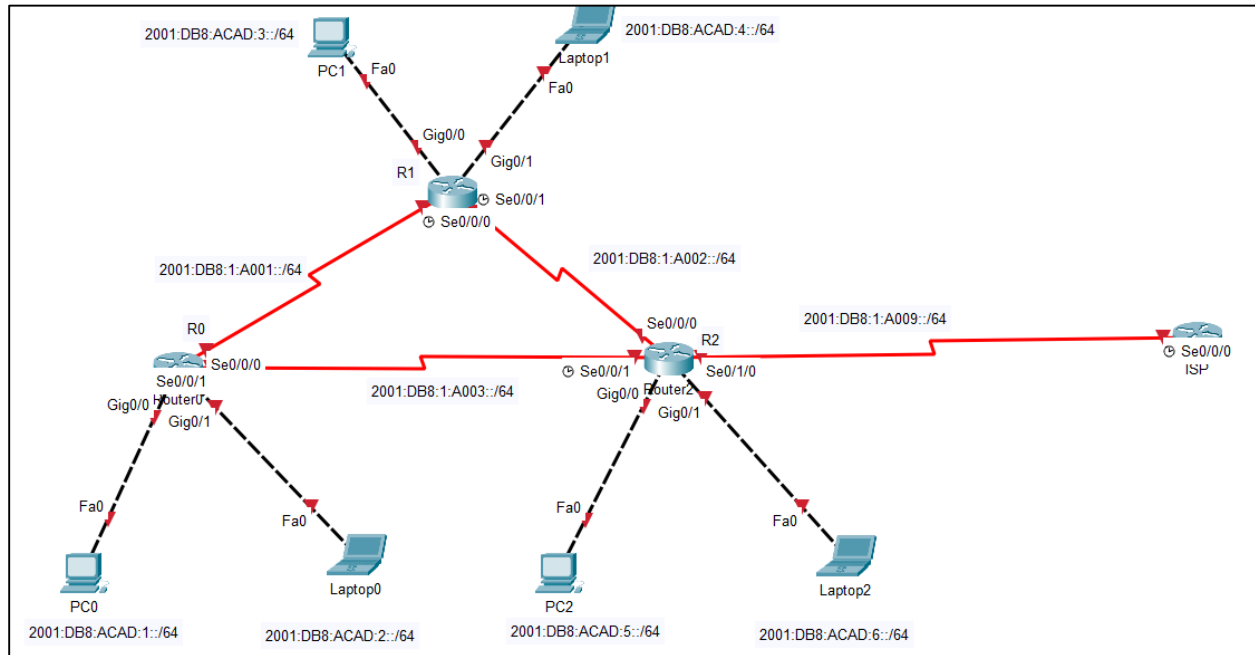 2001:DB8:ACAD:3::/64
2001:DB8:ACAD:4::/64
PC1
Fa0
Laptop1
Fa0
Gig0/0
Gig0/1
R1
Se0/0/1
Se0/0/0
2001:DB8:1:A001::/64
2001:DB8:1:A002::/64
2001:DB8:1:A009::/64
R0
Se0/0/0
Se0/0/1
Router0
Gig0/0
Gig0/1
2001:DB8:1:A003::/64
Se0/0/0
R2
Se0/0/1
Se0/1/0
Router2
Gig0/0
Gig0/1
Se0/0/0
ISP
Fa0
Fa0
Fa0
Fa0
PC0
Laptop0
PC2
Laptop2
2001:DB8:ACAD:1::/64
2001:DB8:ACAD:2::/64
2001:DB8:ACAD:5::/64
2001:DB8:ACAD:6::/64